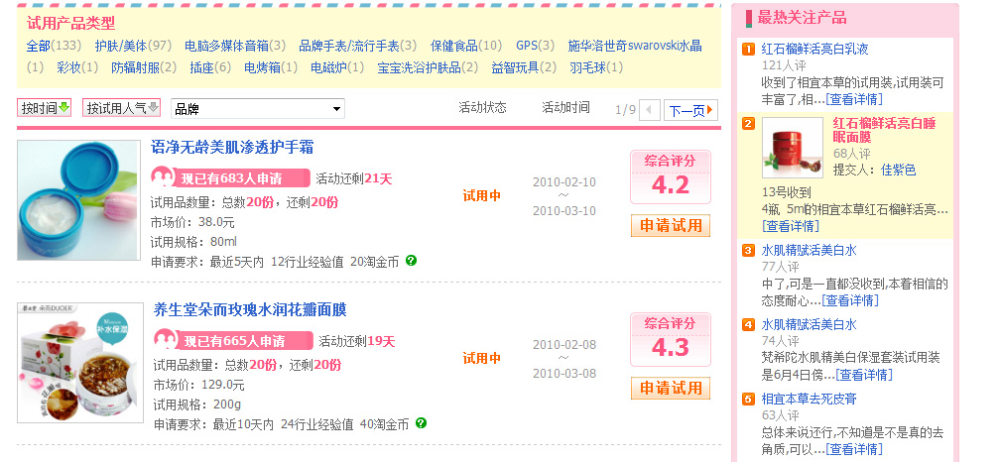 试用产品类型
全部(133) 护肤/美体(97) 电脑多媒体音箱(3) 品牌手表/流行手表(3) 保健食品(10) GPS(3) 施华洛世奇swarovski水晶
(1) 彩妆(1) 防辐射服(2) 插座(6) 电烤箱(1) 电磁炉(1) 宝宝洗浴护肤品(2) 益智玩具(2) 羽毛球(1)
按时间 按试用人气 品牌 活动状态 活动时间 1/9 下一页
语净无龄美肌渗透护手霜
现已有683人申请 活动还剩21天
试用品数量：总数20份，还剩20份
市场价：38.0元
试用规格：80ml
申请要求：最近5天内 12行业经验值 20淘金币
试用中
2010-02-10
～
2010-03-10
综合评分
4.2
申请试用
养生堂朵而玫瑰水润花瓣面膜
现已有665人申请 活动还剩19天
试用品数量：总数20份，还剩20份
市场价：129.0元
试用规格：200g
申请要求：最近10天内 24行业经验值 40淘金币
养生堂 朵而DUOER
补水保湿
试用中
2010-02-08
～
2010-03-08
综合评分
4.3
申请试用
最热关注产品
1 红石榴鲜活亮白乳液
121人评
收到了相宜本草的试用装,试用装可
丰富了,相...[查看详情]
2 红石榴鲜活亮白睡
眠面膜
68人评
提交人：佳紫色
13号收到
4瓶 5ml的相宜本草红石榴鲜活亮...
[查看详情]
3 水肌精赋活美白水
77人评
中了,可是一直都没收到,本着相信的
态度耐心...[查看详情]
4 水肌精赋活美白水
74人评
梵希陀水肌精美白保湿套装试用装
是6月4日傍...[查看详情]
5 相宜本草去死皮膏
63人评
总体来说还行,不知道是不是真的去
角质,可以...[查看详情]